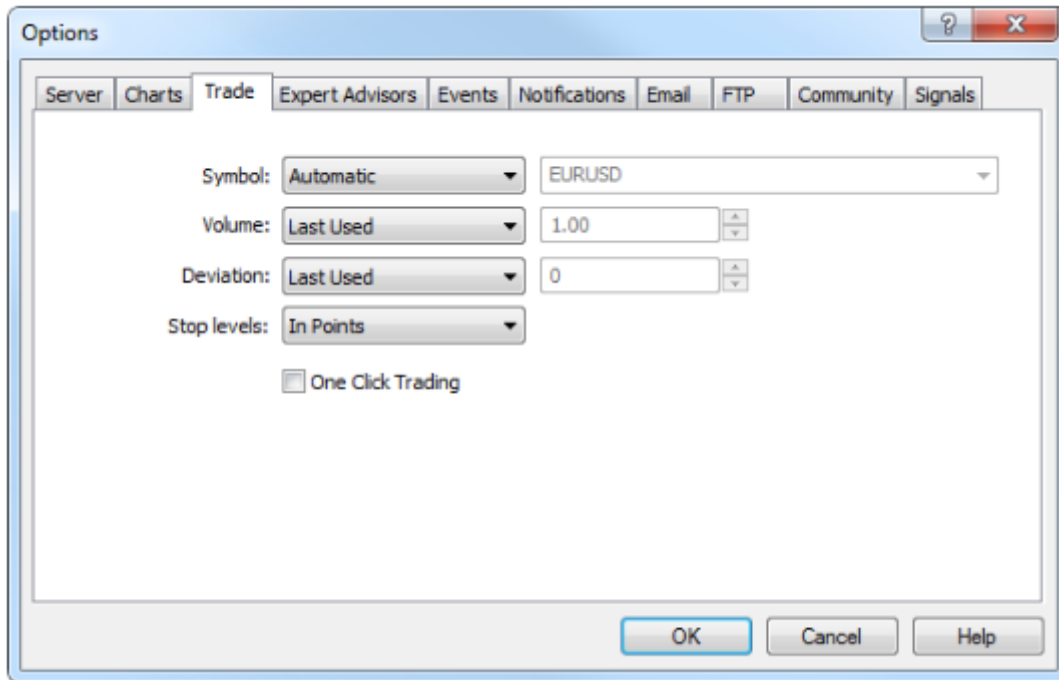 Options
Server Charts Trade Expert Advisors Events Notifications Email FTP Community Signals
Symbol: Automatic EURUSD
Volume: Last Used 1.00
Deviation: Last Used 0
Stop levels: In Points
One Click Trading
OK Cancel Help